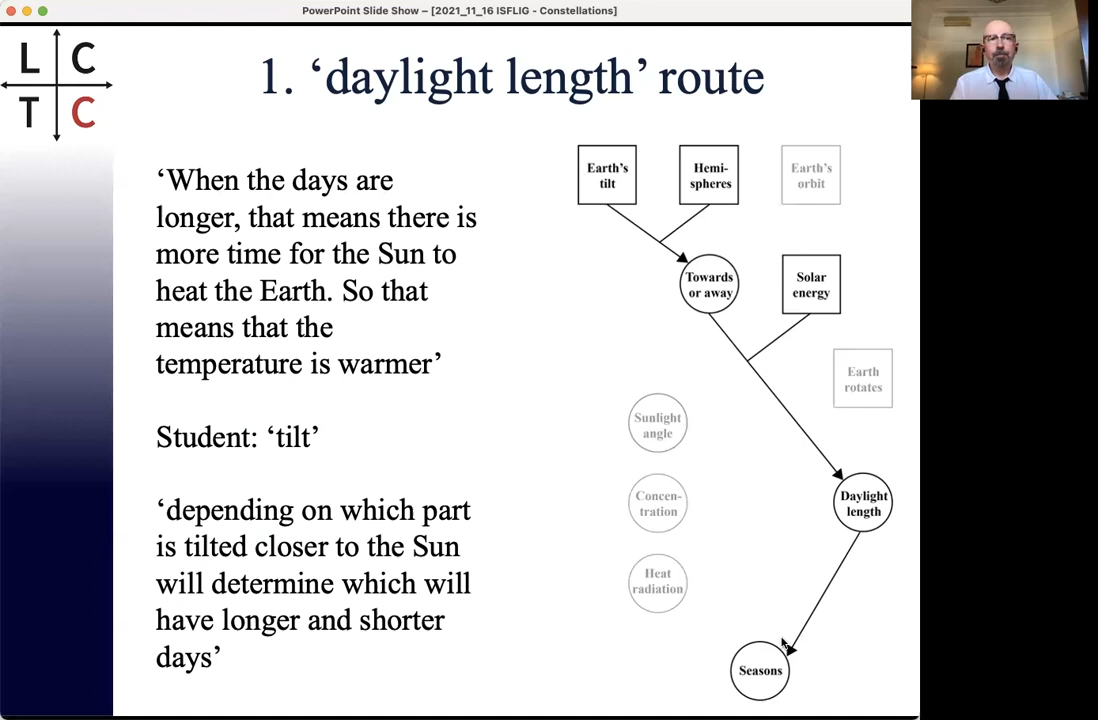 PowerPoint Slide Show – [2021_11_16 ISFLIG - Constellations]
L C
T C
1. ‘daylight length’ route
‘When the days are
longer, that means there is
more time for the Sun to
heat the Earth. So that
means that the
temperature is warmer’
Student: ‘tilt’
‘depending on which part
is tilted closer to the Sun
will determine which will
have longer and shorter
days’
Earth's
tilt
Hemi-
spheres
Earth's
orbit
Towards
or away
Solar
energy
Earth
rotates
Sunlight
angle
Concen-
tration
Daylight
length
Heat
radiation
Seasons